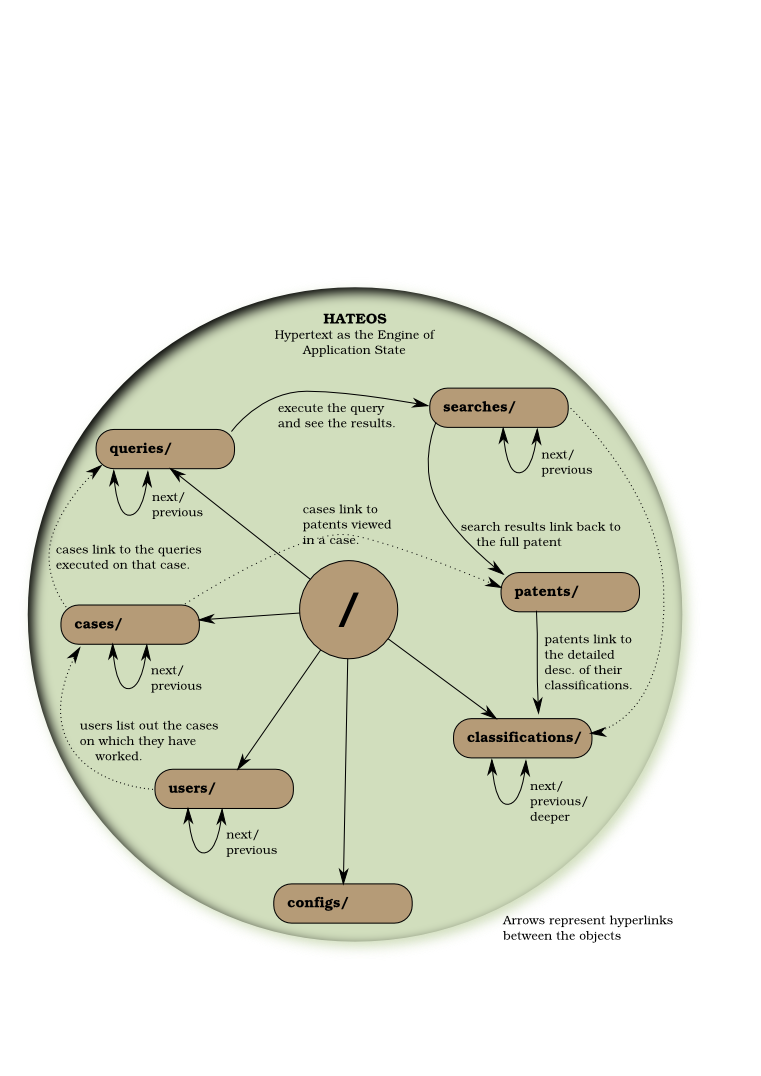 HATEOS
Hypertext as the Engine of
Application State
searches/
execute the query
and see the results.
queries/
next/
previous
next/
previous
cases link to
patents viewed
in a case.
search results link back to
the full patent
cases link to the queries
executed on that case.
/
patents/
cases/
patents link to
the detailed
desc. of their
classifications.
next/
previous
users list out the cases
on which they have
worked.
classifications/
users/
next/
previous/
deeper
next/
previous
configs/
Arrows represent hyperlinks
between the objects